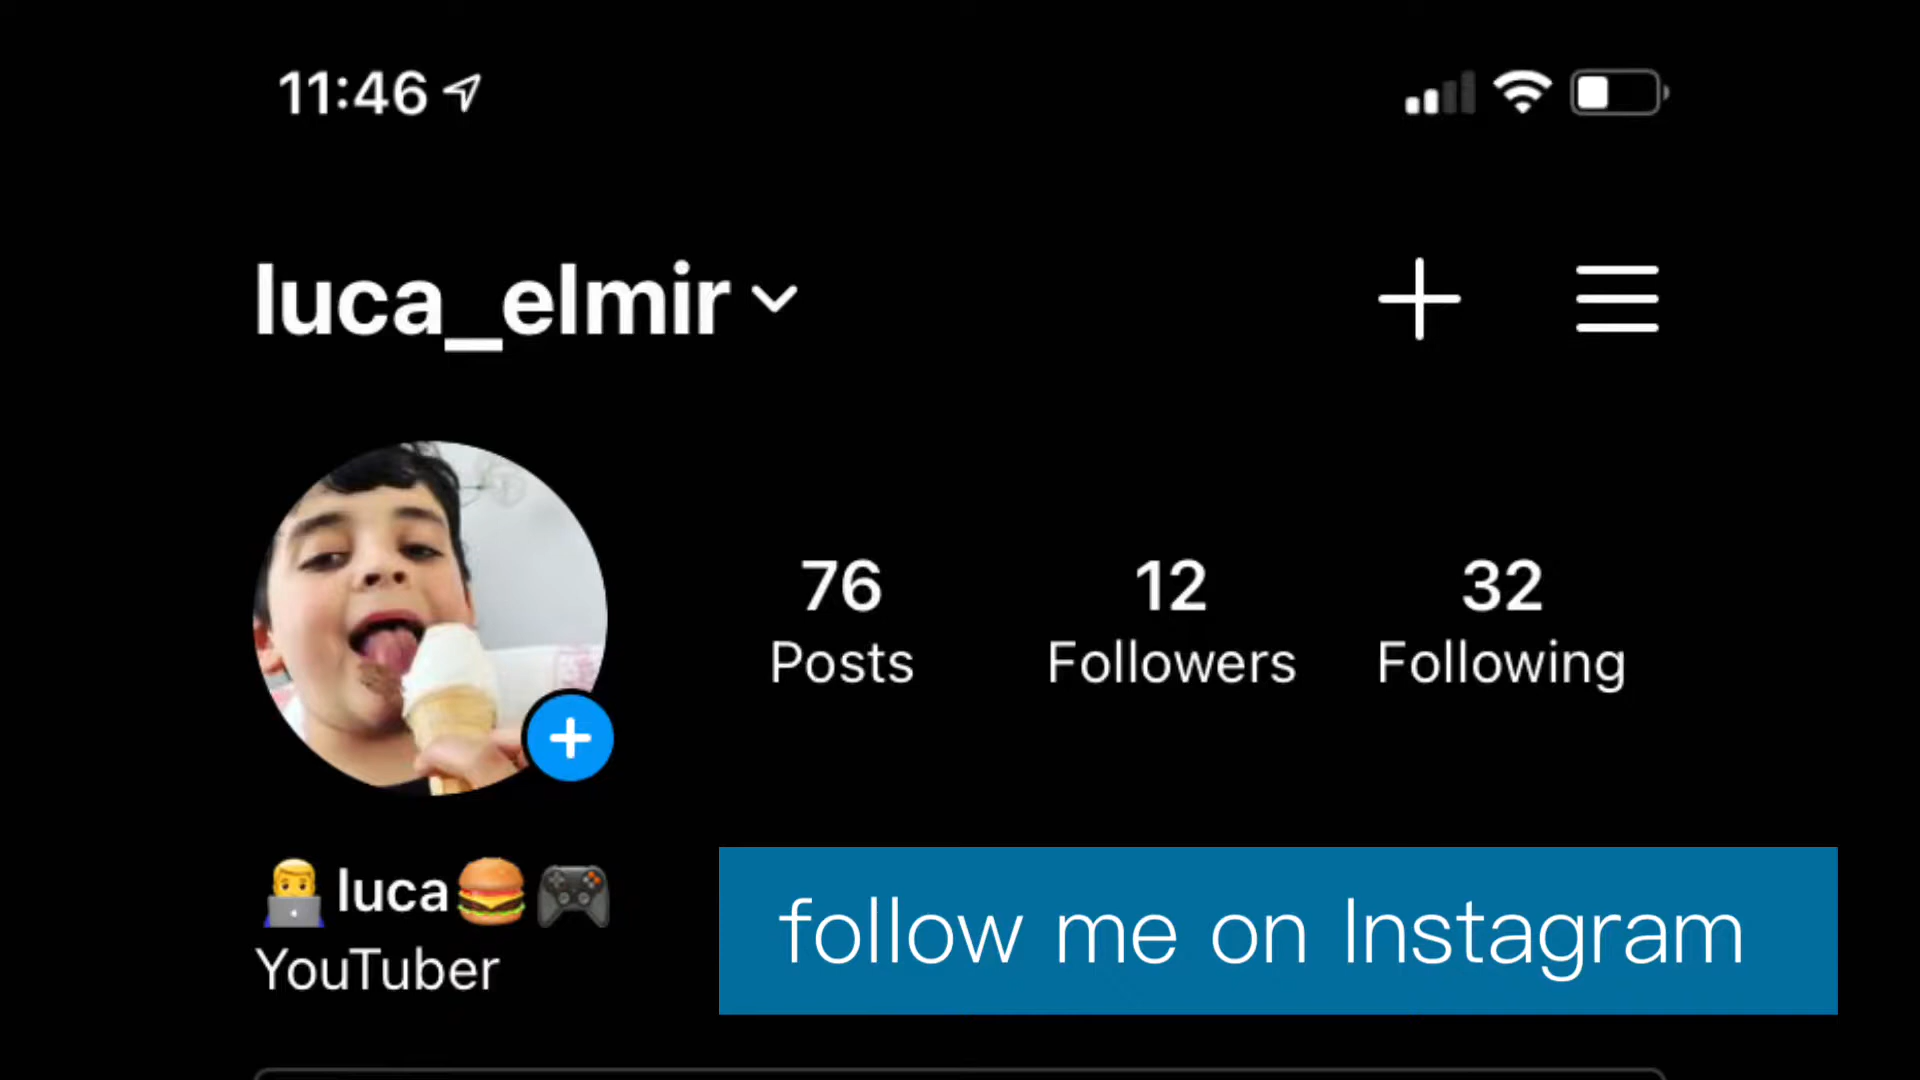 11:46
luca_elmir
76
Posts
12
Followers
32
Following
luca
YouTuber
follow me on Instagram